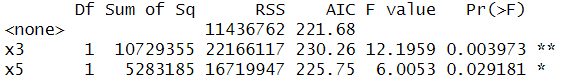 Df Sum of Sq RSS AIC F value Pr(>F)
<none> 11436762 221.68
x3 1 10729355 22166117 230.26 12.1959 0.003973 **
x5 1 5283185 16719947 225.75 6.0053 0.029181 *